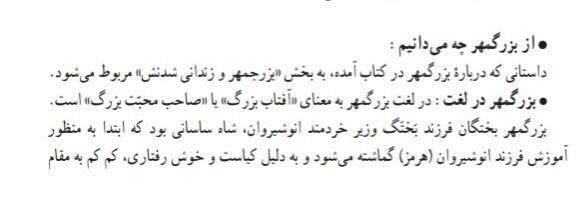 ● از بزرگمهر چه می‌دانیم :
داستانی که دربارهٔ بزرگمهر در کتاب آمده، به بخش «بزرجمهر و زندانی شدنش» مربوط می‌شود.
● بزرگمهر در لغت : در لغت بزرگمهر به معنای «آفتاب بزرگ» یا «صاحب محبّت بزرگ» است.
بزرگمهر بختگان فرزند بَختَگ وزیر خردمند انوشیروان، شاه ساسانی بود که ابتدا به منظور
آموزش فرزند انوشیروان (هرمز) گماشته می‌شود و به دلیل کیاست و خوش رفتاری، کم کم به مقام